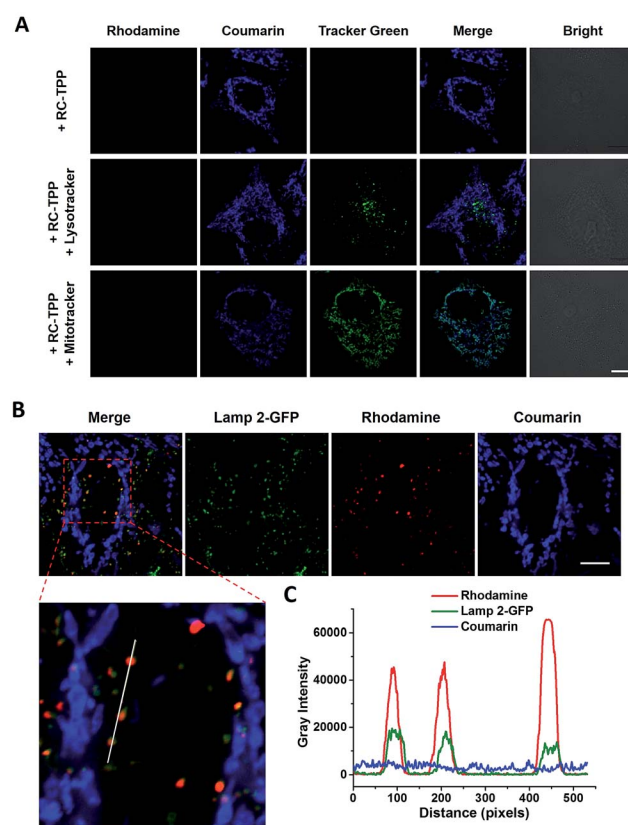 A
Rhodamine Coumarin Tracker Green Merge Bright
+ RC-TPP
+ RC-TPP
+ Lysotracker
+ RC-TPP
+ Mitotracker
B
Merge Lamp 2-GFP Rhodamine Coumarin
C
Rhodamine
Lamp 2-GFP
Coumarin
Gray Intensity
60000
40000
20000
0
0 100 200 300 400 500
Distance (pixels)